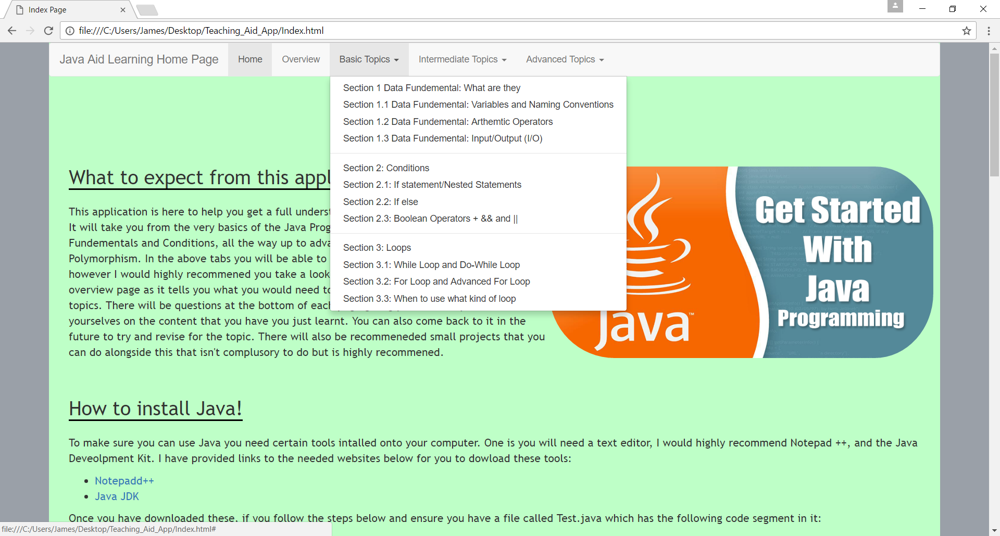 Index Page
file:///C:/Users/James/Desktop/Teaching_Aid_App/Index.html
Java Aid Learning Home Page Home Overview Basic Topics Intermediate Topics Advanced Topics
Section 1 Data Fundemental: What are they
Section 1.1 Data Fundemental: Variables and Naming Conventions
Section 1.2 Data Fundemental: Arthemtic Operators
Section 1.3 Data Fundemental: Input/Output (I/O)
Section 2: Conditions
Section 2.1: If statement/Nested Statements
Section 2.2: If else
Section 2.3: Boolean Operators + && and ||
Section 3: Loops
Section 3.1: While Loop and Do-While Loop
Section 3.2: For Loop and Advanced For Loop
Section 3.3: When to use what kind of loop
What to expect from this
This application is here to help you get a full
It will take you from the very basics of the Java
Fundementals and Conditions, all the way up to
Polymorphism. In the above tabs you will be able to
however I would highly recommened you take a look
overview page as it tells you what you would need
topics. There will be questions at the bottom of
yourselves on the content that you have you just learnt. You can also come back to it in the
future to try and revise for the topic. There will also be recommeneded small projects that you
can do alongside this that isn't complusory to do but is highly recommened.
Java™
Get Started
With
Java
Programming
How to install Java!
To make sure you can use Java you need certain tools intalled onto your computer. One is you will need a text editor, I would highly recommend Notepad ++, and the Java
Deveolpment Kit. I have provided links to the needed websites below for you to dowload these tools:
Notepadd++
Java JDK
Once you have downloaded these, if you follow the steps below and ensure you have a file called Test.java which has the following code segment in it:
file:///C:/Users/James/Desktop/Teaching_Aid_App/Index.html#